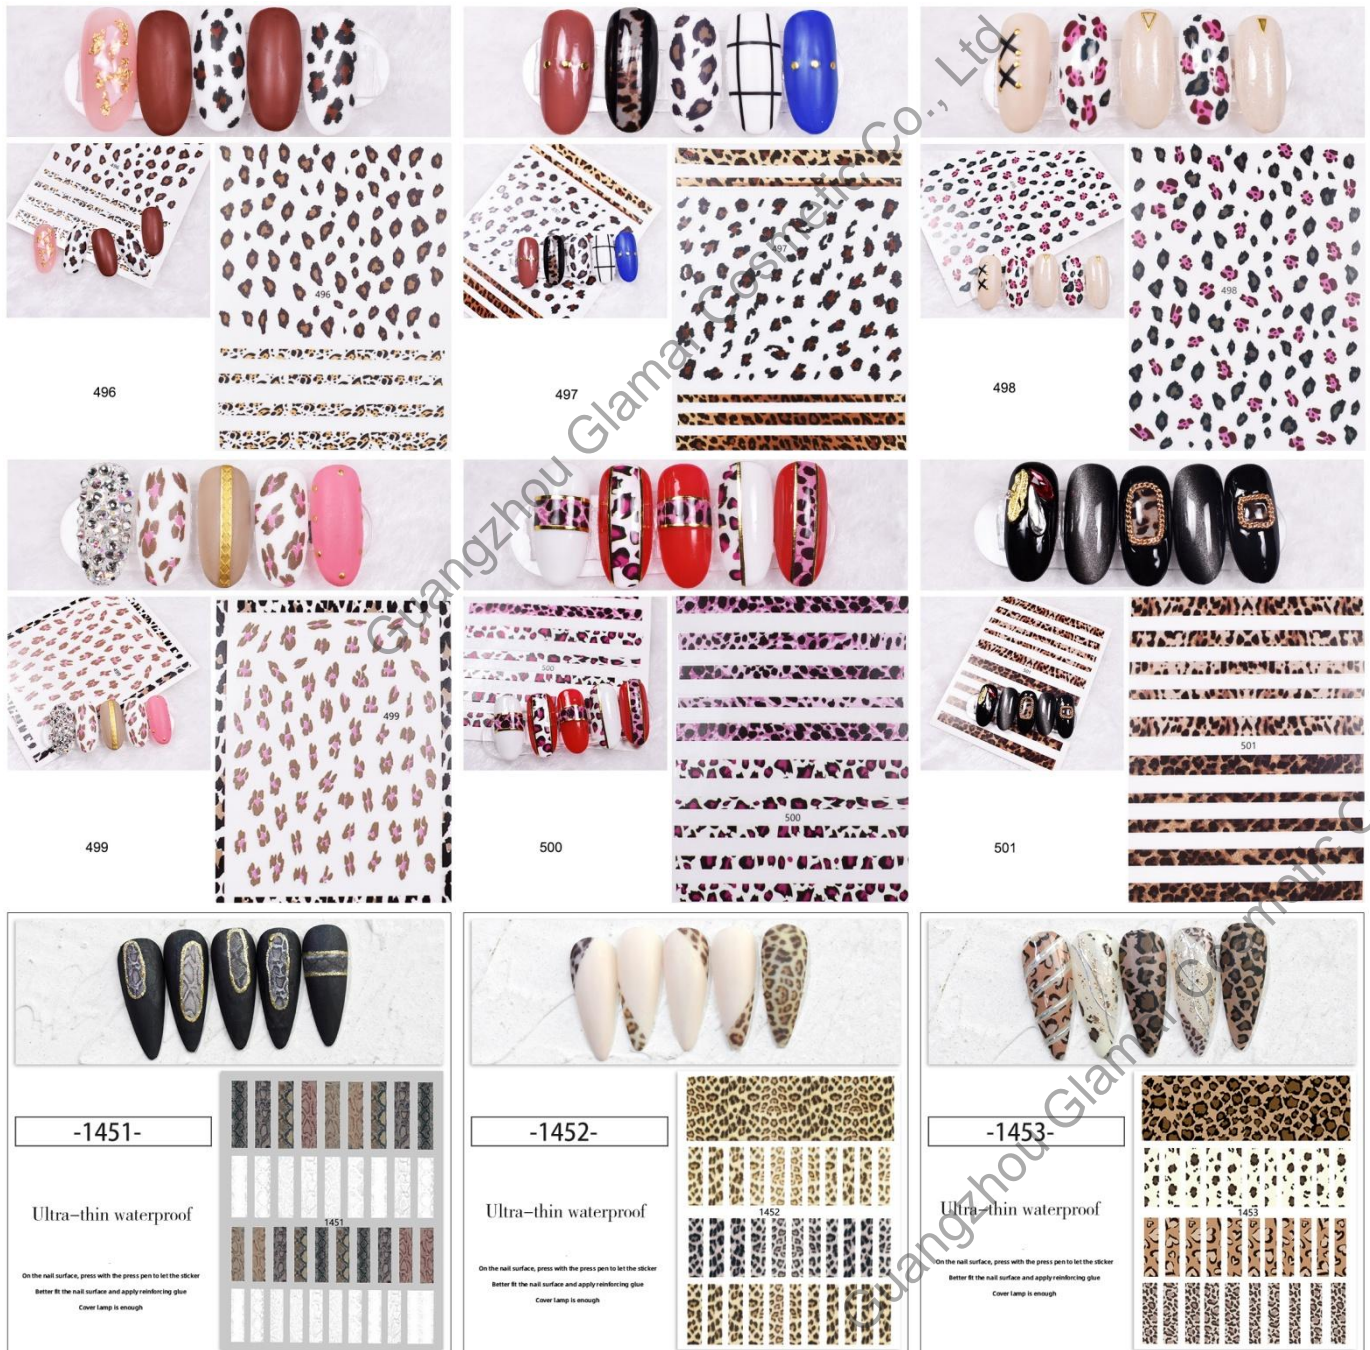 496
496
496
497
497
498
498
499
499
500
500
500
501
501
Guangzhou Glamar Cosmetic Co., Ltd.
-1451-
1451
Ultra-thin waterproof
On the nail surface, press with the press pen to let the sticker
Better fit the nail surface and apply reinforcing glue
Cover lamp is enough
-1452-
1452
Ultra-thin waterproof
On the nail surface, press with the press pen to let the sticker
Better fit the nail surface and apply reinforcing glue
Cover lamp is enough
-1453-
1453
Ultra-thin waterproof
On the nail surface, press with the press pen to let the sticker
Better fit the nail surface and apply reinforcing glue
Cover lamp is enough
Guangzhou Glamar Cosmetic C